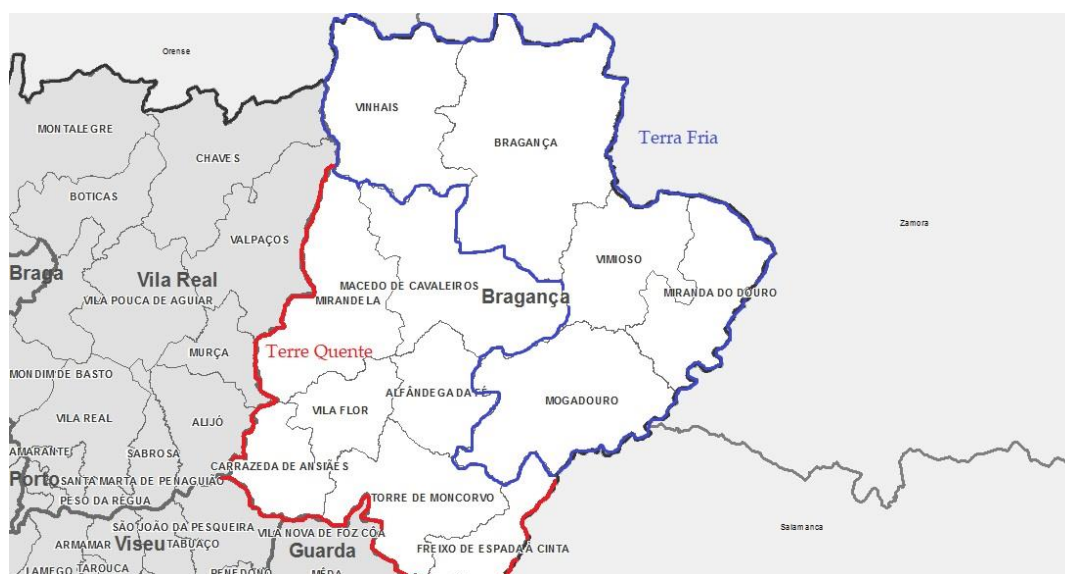 Orense
VINHAIS
MONTALEGRE
BRAGANÇA
Terra Fria
CHAVES
BOTICAS
Zamora
VALPAÇOS
VIMIOSO
Braga
Vila Real
MACEDO DE CAVALEIROS
MIRANDA DO DOURO
Bragança
VILA POUCA DE AGUIAR
MIRANDELA
Terre Quente
MURÇA
MONDIM DE BASTO
ALFÂNDEGA DA FÉ
MOGADOURO
VILA FLOR
VILA REAL
ALIJÓ
AMARANTE
SABROSA
CARRAZEDA DE ANSIÃES
Porto
SANTA MARTA DE PENAGUIÃO
PESO DA RÉGUA
TORRE DE MONCORVO
SÃO JOÃO DA PESQUEIRA
VILA NOVA DE FOZ CÔA
Salamanca
ARMAMAR
Viseu
TABUAÇO
Guarda
FREIXO DE ESPADA À CINTA
LAMEGO
TAROUCA
PENEDONO
MÊDA